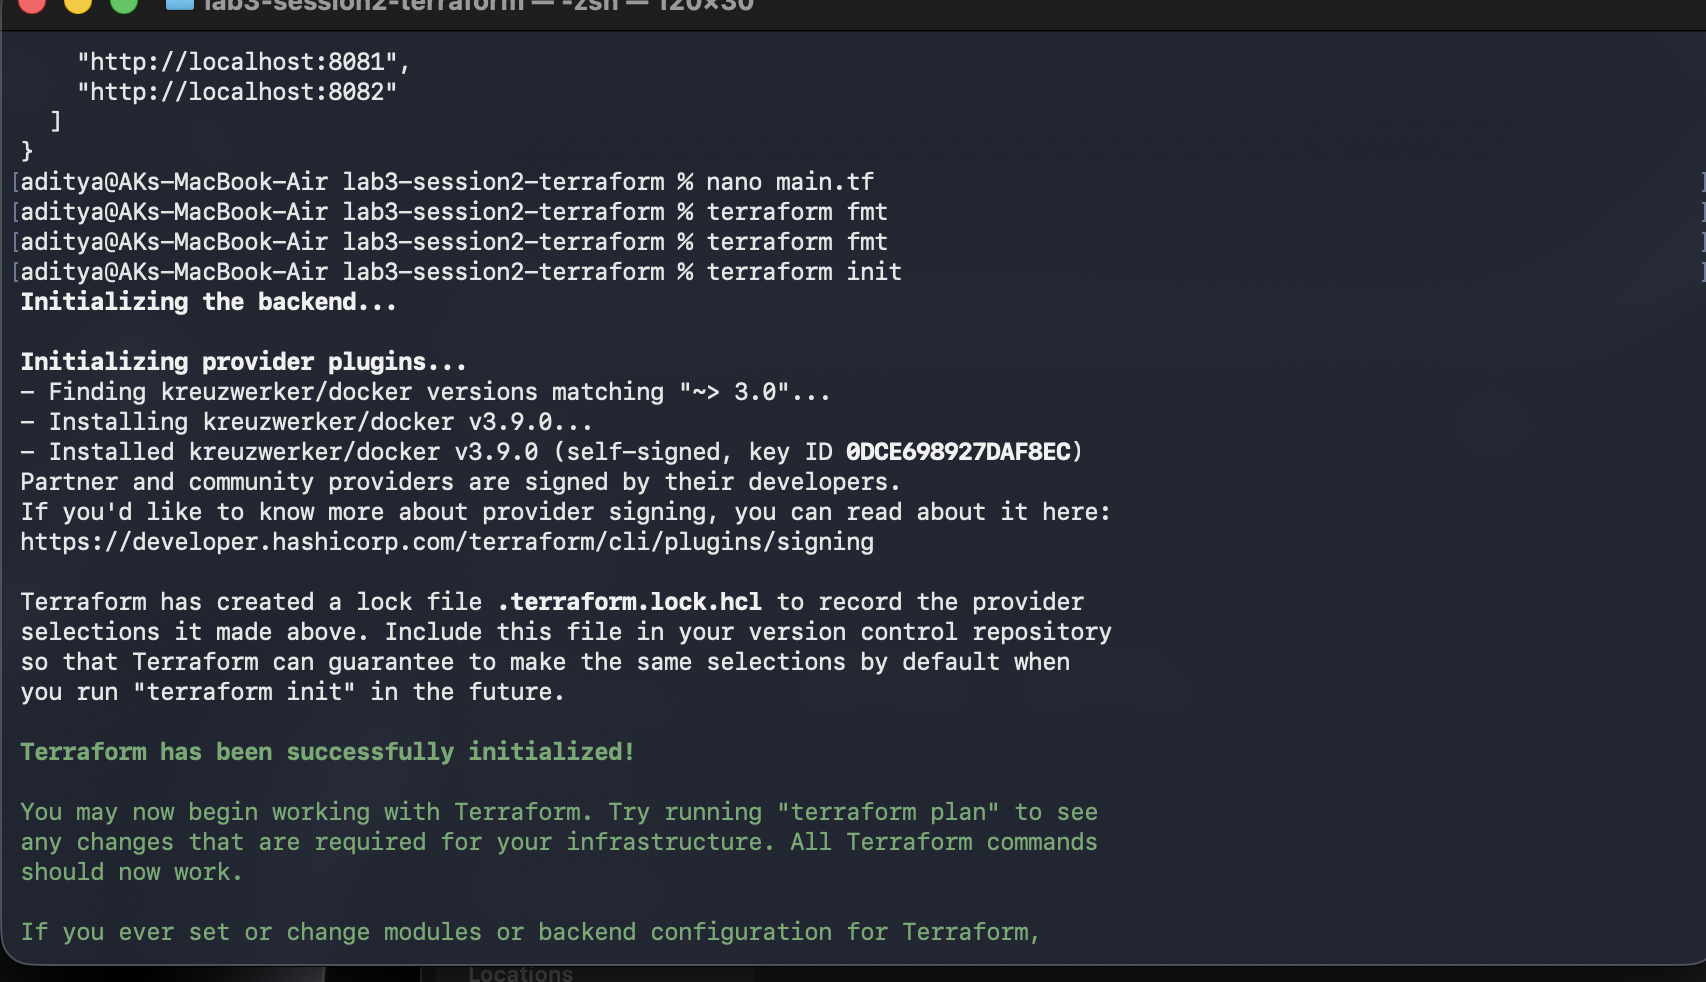 lab3-session2-terraform — -zsh — 120×30
"http://localhost:8081",
"http://localhost:8082"
]
}
[aditya@AKs-MacBook-Air lab3-session2-terraform % nano main.tf ]
[aditya@AKs-MacBook-Air lab3-session2-terraform % terraform fmt ]
[aditya@AKs-MacBook-Air lab3-session2-terraform % terraform fmt ]
[aditya@AKs-MacBook-Air lab3-session2-terraform % terraform init ]
Initializing the backend...
Initializing provider plugins...
- Finding kreuzwerker/docker versions matching "~> 3.0"...
- Installing kreuzwerker/docker v3.9.0...
- Installed kreuzwerker/docker v3.9.0 (self-signed, key ID 0DCE698927DAF8EC)
Partner and community providers are signed by their developers.
If you'd like to know more about provider signing, you can read about it here:
https://developer.hashicorp.com/terraform/cli/plugins/signing
Terraform has created a lock file .terraform.lock.hcl to record the provider
selections it made above. Include this file in your version control repository
so that Terraform can guarantee to make the same selections by default when
you run "terraform init" in the future.
Terraform has been successfully initialized!
You may now begin working with Terraform. Try running "terraform plan" to see
any changes that are required for your infrastructure. All Terraform commands
should now work.
If you ever set or change modules or backend configuration for Terraform,
Locations